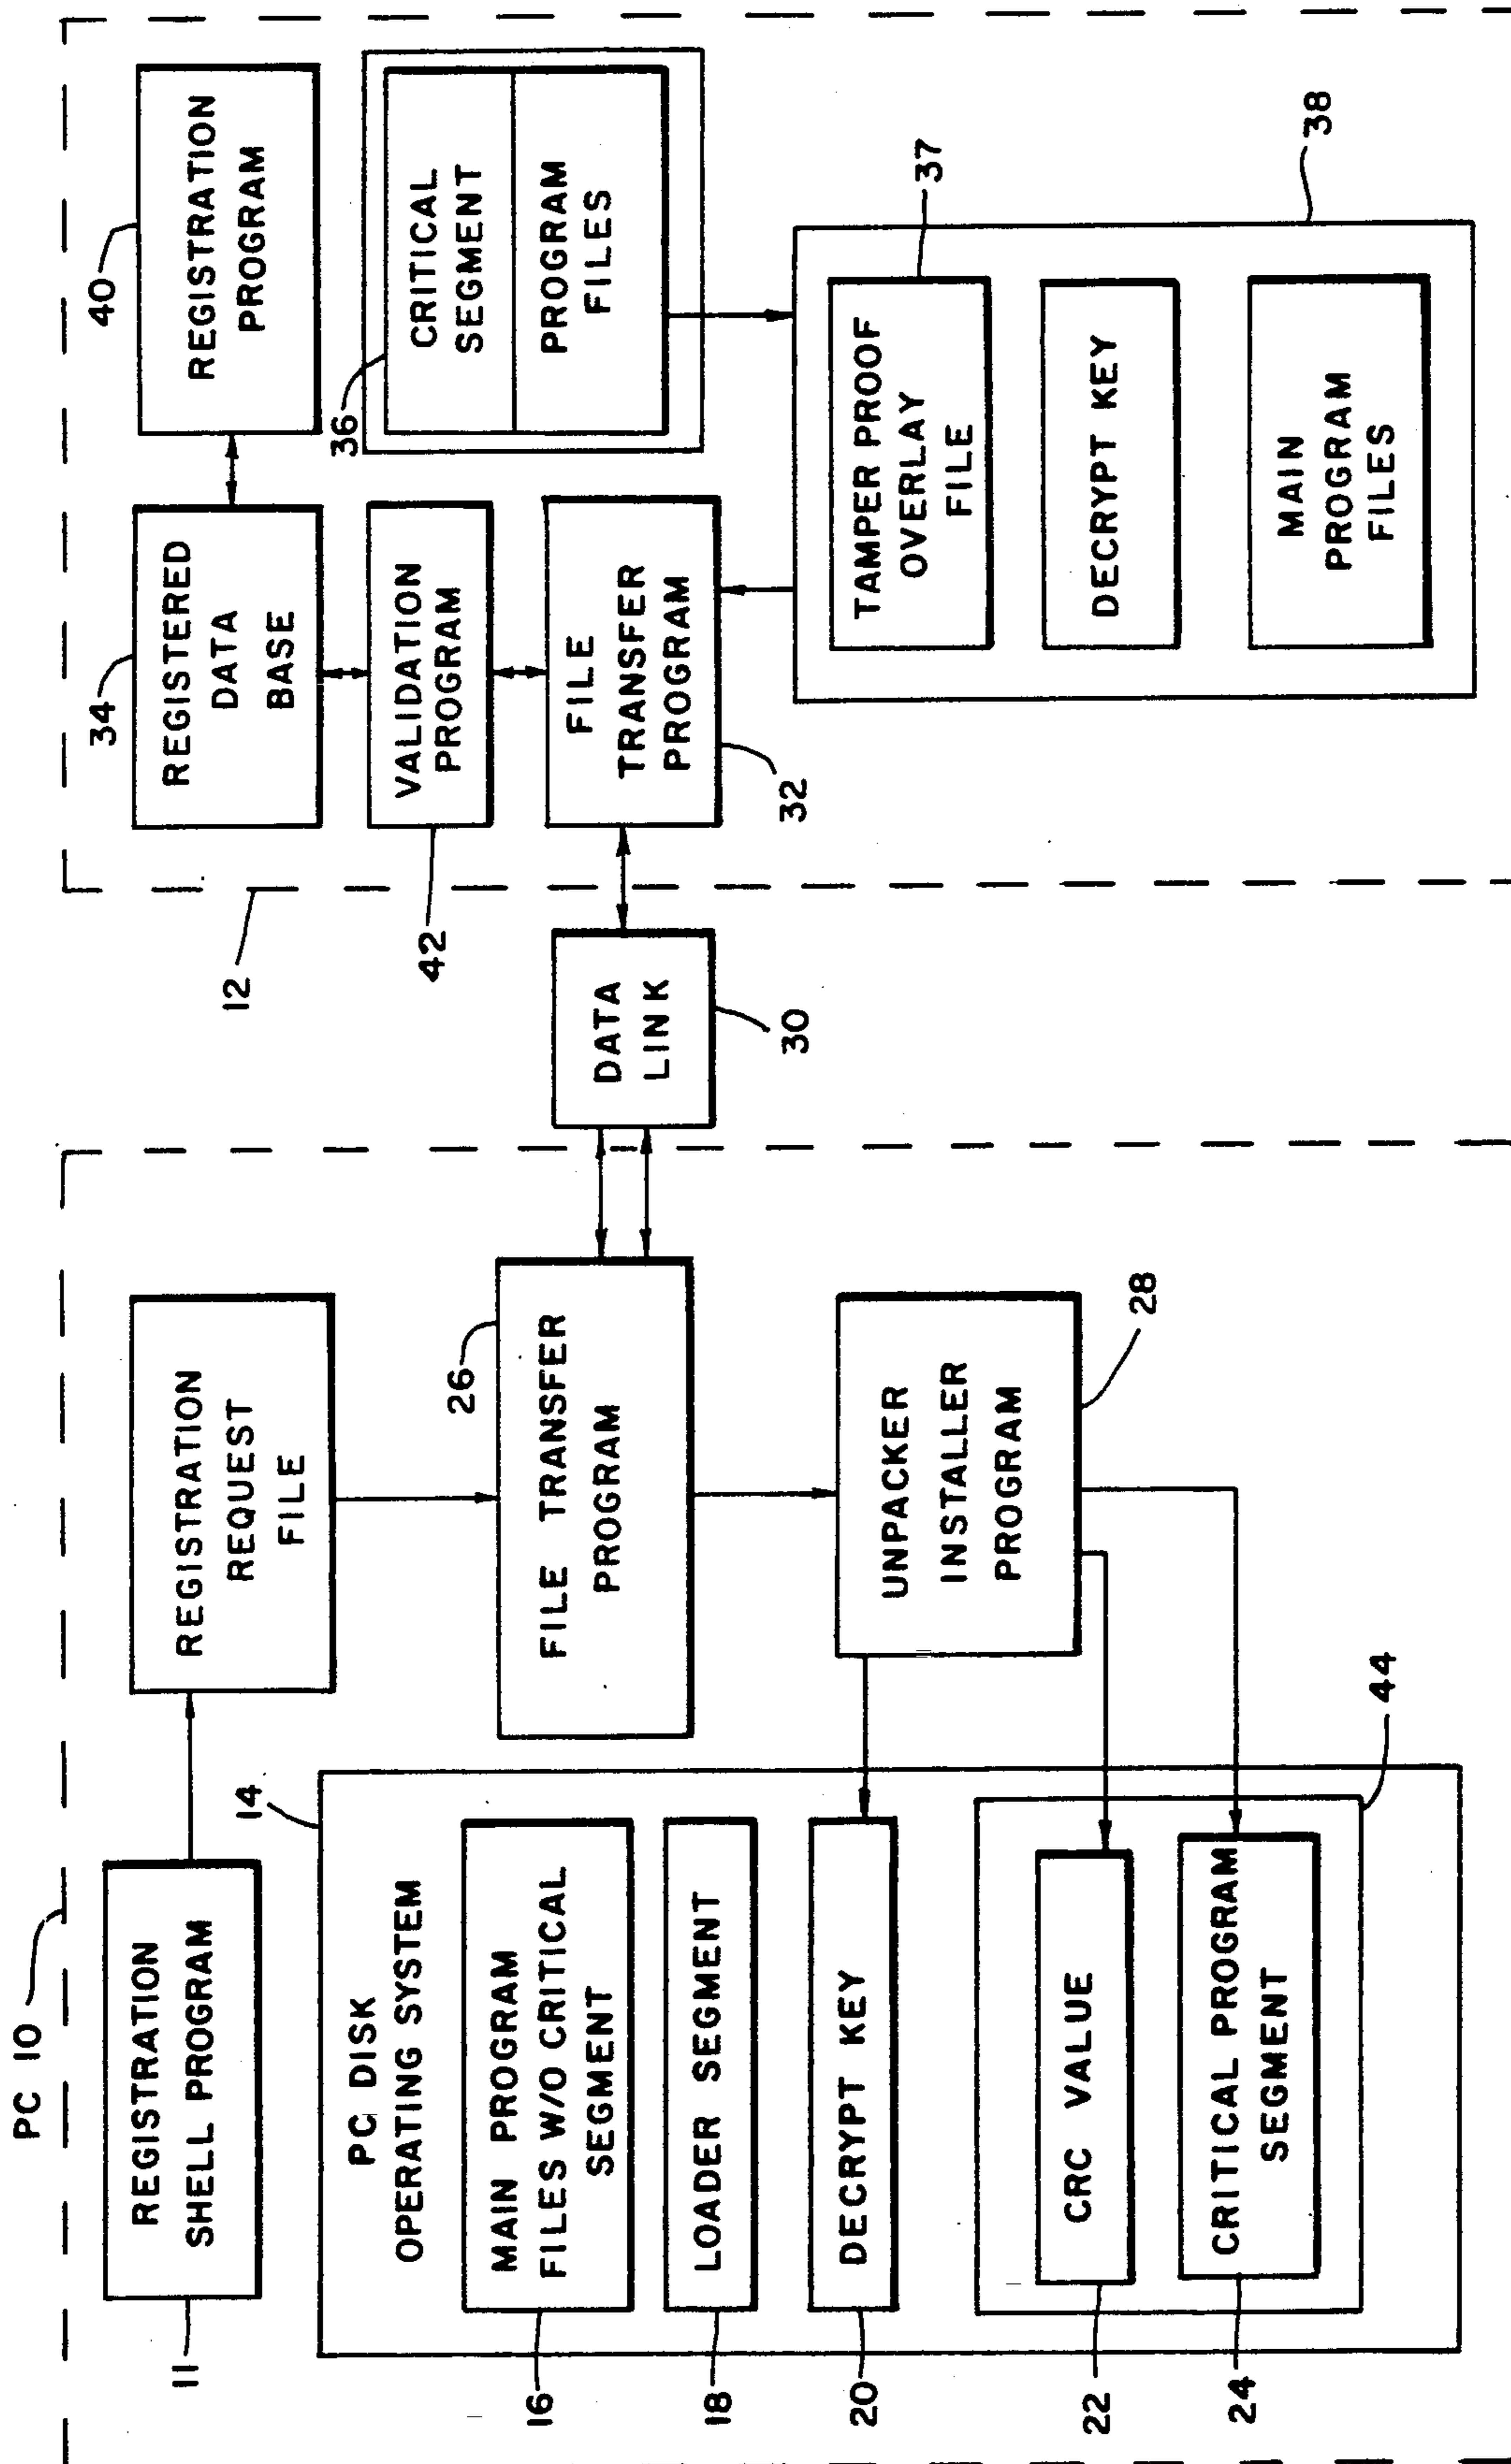 PC 10
11
REGISTRATION
SHELL PROGRAM
REGISTRATION
REQUEST
FILE
14
PC DISK
OPERATING SYSTEM
16
MAIN PROGRAM
FILES W/O CRITICAL
SEGMENT
18
LOADER SEGMENT
20
DECRYPT KEY
22
CRC VALUE
24
CRITICAL PROGRAM
SEGMENT
44
26
FILE TRANSFER
PROGRAM
UNPACKER
INSTALLER
PROGRAM
28
DATA
LINK
30
12
34
REGISTERED
DATA
BASE
40
REGISTRATION
PROGRAM
42
VALIDATION
PROGRAM
FILE
TRANSFER
PROGRAM
32
36
CRITICAL
SEGMENT
PROGRAM
FILES
37
TAMPER PROOF
OVERLAY
FILE
DECRYPT KEY
MAIN
PROGRAM
FILES
38